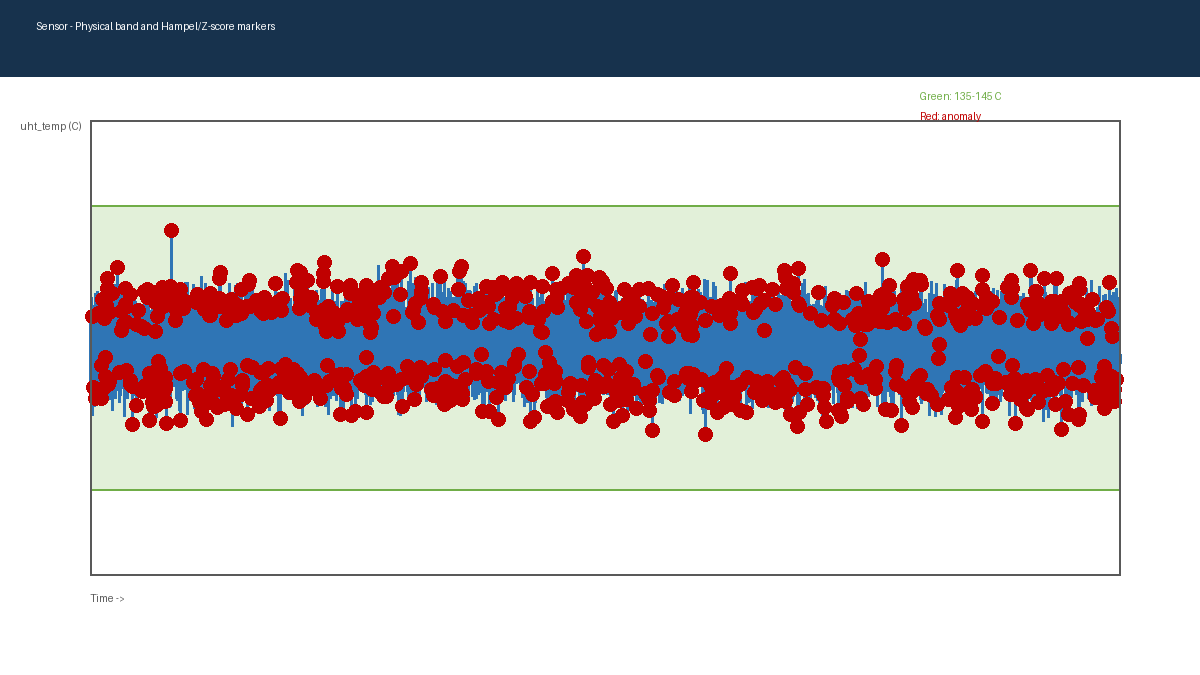 Sensor - Physical band and Hampel/Z-score markers
Green: 135-145 C
Red: anomaly
uht_temp (C)
Time ->